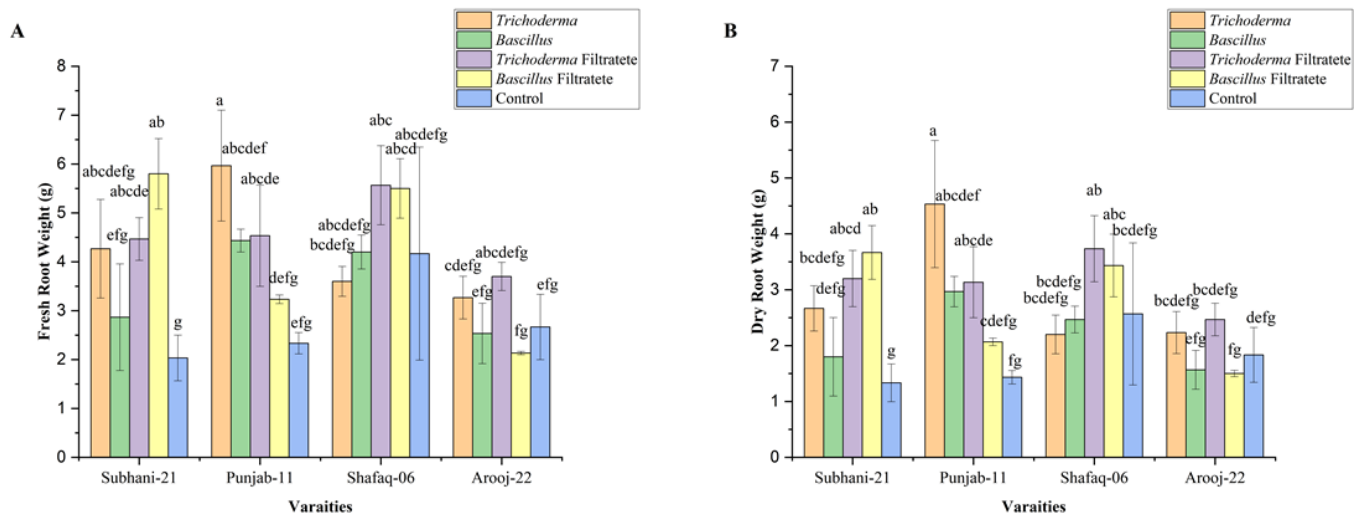 A
Trichoderma
Bascillus
Trichoderma Filtratete
Bascillus Filtratete
Control
Fresh Root Weight (g)
8
7
6
5
4
3
2
1
0
abcdefg
efg
abcde
ab
g
a
abcdef
abcde
defg
efg
bcdefg
abcdefg
abc
abcd
abcdefg
cdefg
efg
abcdefg
fg
efg
Subhani-21
Punjab-11
Shafaq-06
Arooj-22
Varaities
B
Trichoderma
Bascillus
Trichoderma Filtratete
Bascillus Filtratete
Control
Dry Root Weight (g)
7
6
5
4
3
2
1
0
bcdefg
defg
abcd
ab
g
a
abcdef
abcde
cdefg
fg
bcdefg
bcdefg
ab
abc
bcdefg
bcdefg
efg
bcdefg
fg
defg
Subhani-21
Punjab-11
Shafaq-06
Arooj-22
Varaities